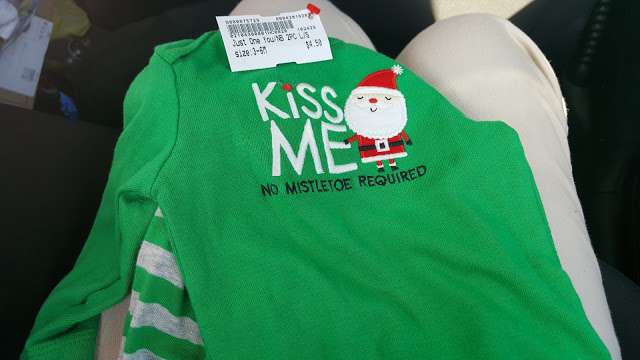 Just One You/NB 2PC L/S
size:3-6M
$4.50
KiSS
ME
NO MISTLETOE REQUIRED